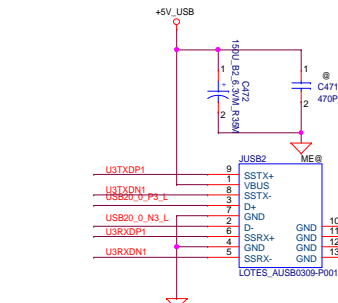 +5V_USB
1
2
150U_B2_6.3VM_R35M
C472
+
1
2
@
C471
470P
JUSB2
ME@
U3TXDP1
9
SSTX+
1
VBUS
U3TXDN1
8
SSTX-
USB20_0_P3_L
3
D+
7
GND
USB20_0_N3_L
2
D-
GND
10
U3RXDP1
6
SSRX+
GND
11
4
GND
GND
12
U3RXDN1
5
SSRX-
GND
13
LOTES_AUSB0309-P001